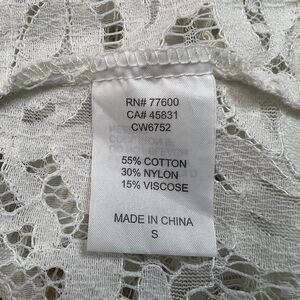 RN# 77600
CA# 45831
CW6752
55% COTTON
30% NYLON
15% VISCOSE
MADE IN CHINA
S